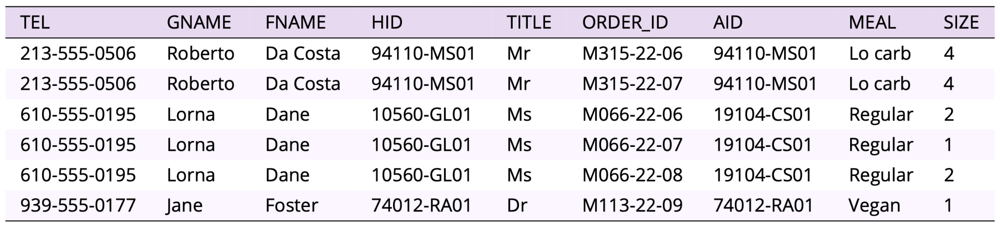 TEL GNAME FNAME HID TITLE ORDER_ID AID MEAL SIZE
213-555-0506 Roberto Da Costa 94110-MS01 Mr M315-22-06 94110-MS01 Lo carb 4
213-555-0506 Roberto Da Costa 94110-MS01 Mr M315-22-07 94110-MS01 Lo carb 4
610-555-0195 Lorna Dane 10560-GL01 Ms M066-22-06 19104-CS01 Regular 2
610-555-0195 Lorna Dane 10560-GL01 Ms M066-22-07 19104-CS01 Regular 1
610-555-0195 Lorna Dane 10560-GL01 Ms M066-22-08 19104-CS01 Regular 2
939-555-0177 Jane Foster 74012-RA01 Dr M113-22-09 74012-RA01 Vegan 1